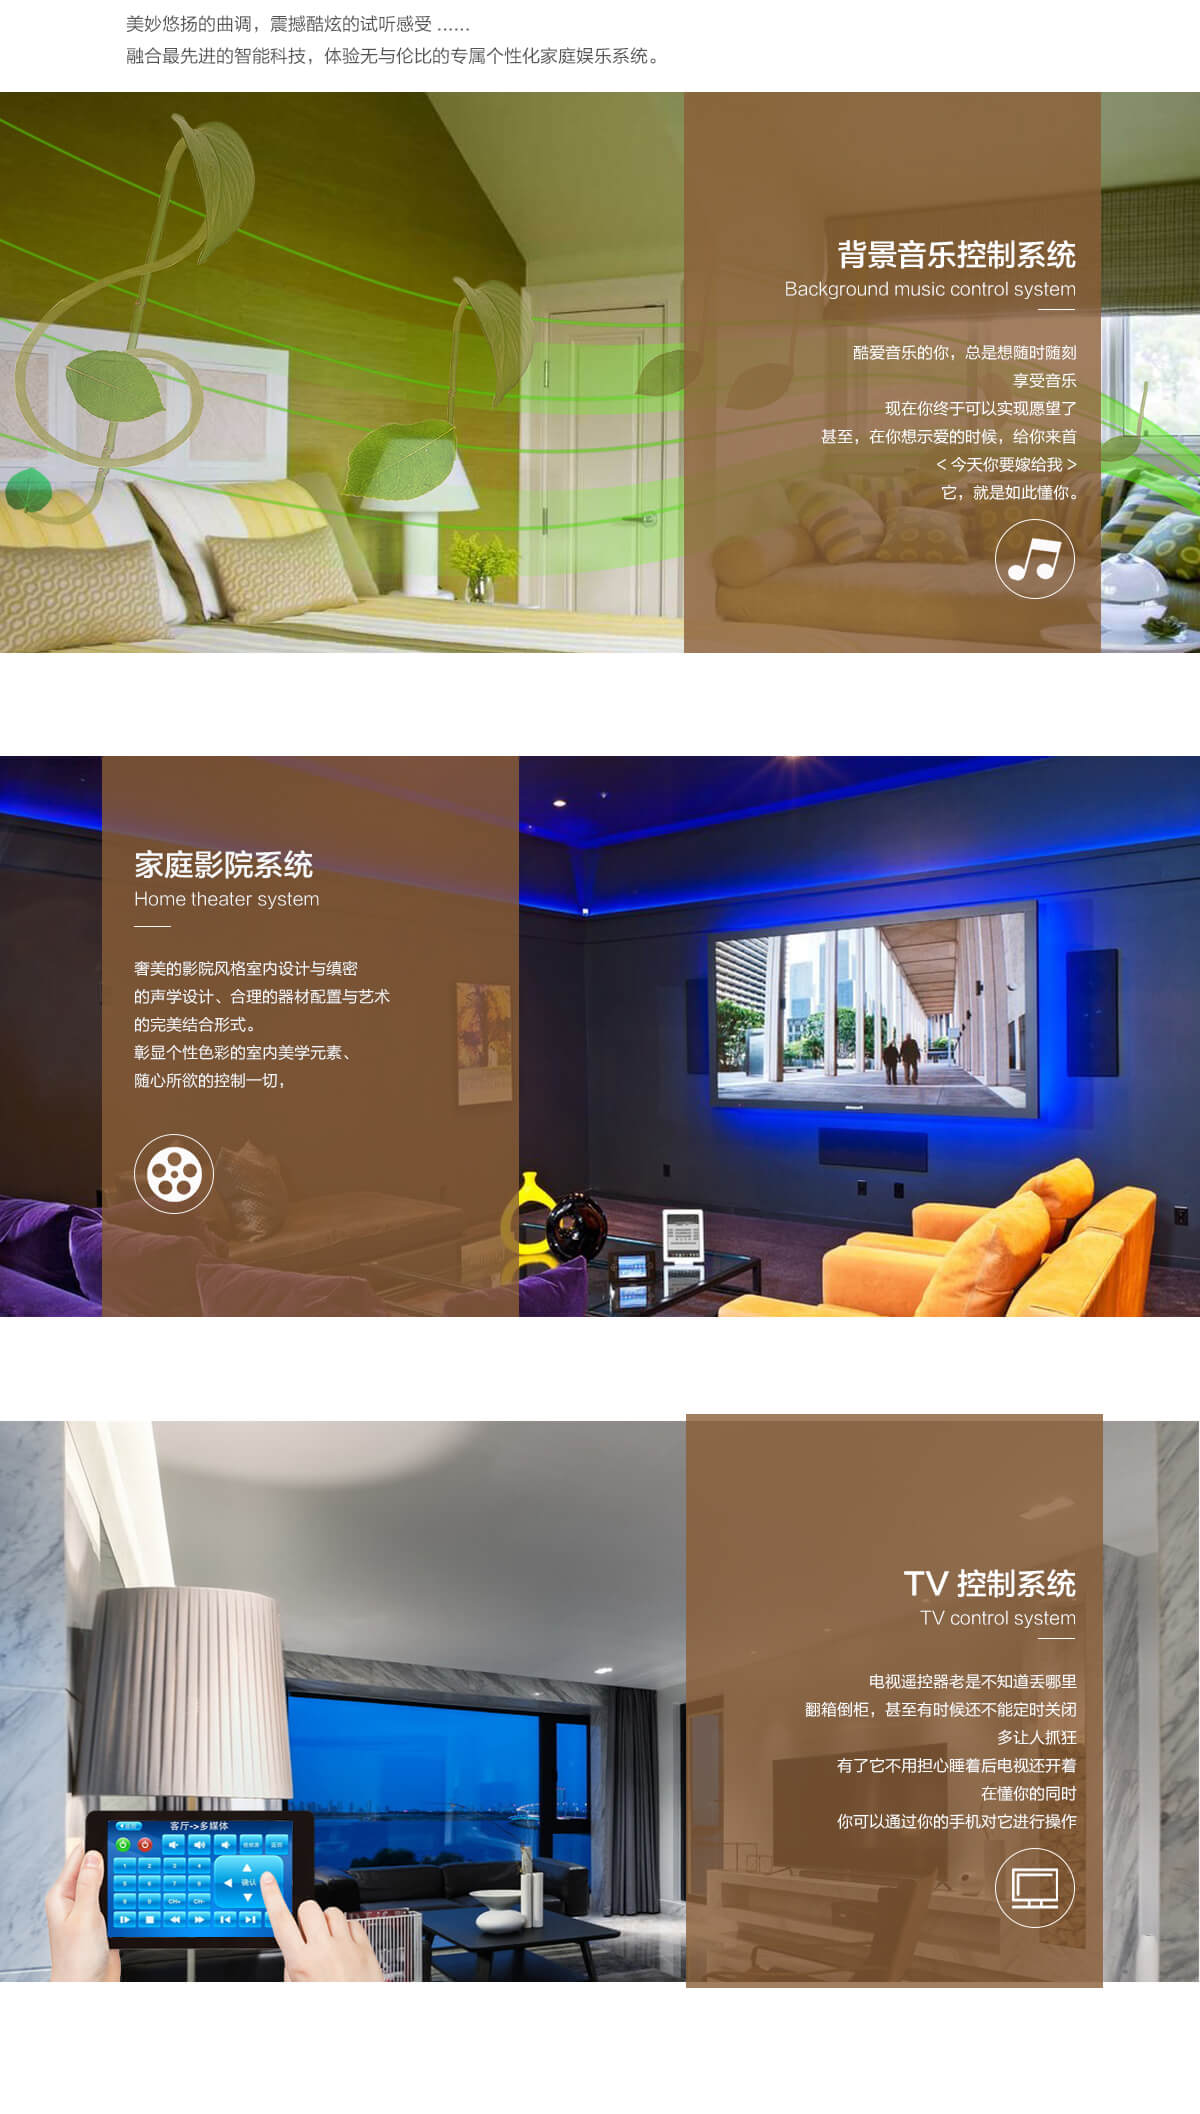 美妙悠扬的曲调，震撼酷炫的试听感受 ......
融合最先进的智能科技，体验无与伦比的专属个性化家庭娱乐系统。
背景音乐控制系统
Background music control system
酷爱音乐的你，总是想随时随刻
享受音乐
现在你终于可以实现愿望了
甚至，在你想示爱的时候，给你来首
< 今天你要嫁给我 >
它，就是如此懂你。
家庭影院系统
Home theater system
奢美的影院风格室内设计与缜密
的声学设计、合理的器材配置与艺术
的完美结合形式。
彰显个性色彩的室内美学元素、
随心所欲的控制一切，
TV 控制系统
TV control system
电视遥控器老是不知道丢哪里
翻箱倒柜，甚至有时候还不能定时关闭
多让人抓狂
有了它不用担心睡着后电视还开着
在懂你的同时
你可以通过你的手机对它进行操作
客厅->多媒体
1 2 3 4
确认
CH+ CH-